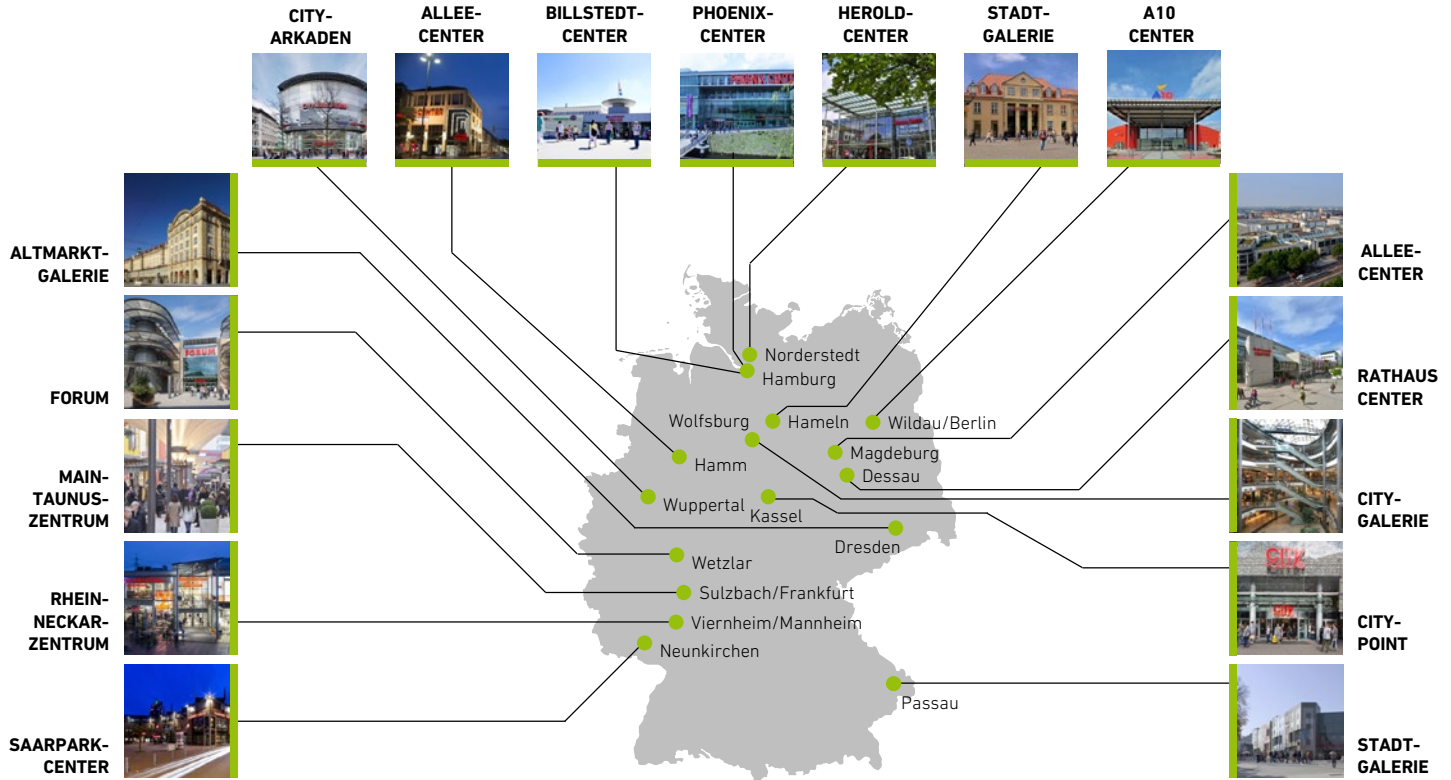 CITY-
ARKADEN
ALLEE-
CENTER
BILLSTEDT-
CENTER
PHOENIX-
CENTER
HEROLD-
CENTER
STADT-
GALERIE
A10
CENTER
A10
ALTMARKT-
GALERIE
FORUM
FORUM
MAIN-
TAUNUS-
ZENTRUM
RHEIN-
NECKAR-
ZENTRUM
SAARPARK-
CENTER
Norderstedt
Hamburg
Wolfsburg
Hameln
Wildau/Berlin
Magdeburg
Hamm
Dessau
Wuppertal
Kassel
Dresden
Wetzlar
Sulzbach/Frankfurt
Viernheim/Mannheim
Neunkirchen
Passau
ALLEE-
CENTER
RATHAUS
CENTER
CITY-
GALERIE
CITY-
POINT
STADT-
GALERIE